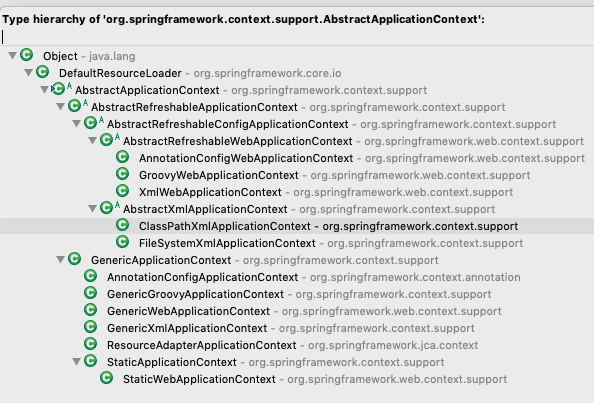 Type hierarchy of 'org.springframework.context.support.AbstractApplicationContext':
Object - java.lang
DefaultResourceLoader - org.springframework.core.io
AbstractApplicationContext - org.springframework.context.support
AbstractRefreshableApplicationContext - org.springframework.context.support
AbstractRefreshableConfigApplicationContext - org.springframework.context.support
AbstractRefreshableWebApplicationContext - org.springframework.web.context.support
AnnotationConfigWebApplicationContext - org.springframework.web.context.support
GroovyWebApplicationContext - org.springframework.web.context.support
XmlWebApplicationContext - org.springframework.web.context.support
AbstractXmlApplicationContext - org.springframework.context.support
ClassPathXmlApplicationContext - org.springframework.context.support
FileSystemXmlApplicationContext - org.springframework.context.support
GenericApplicationContext - org.springframework.context.support
AnnotationConfigApplicationContext - org.springframework.context.annotation
GenericGroovyApplicationContext - org.springframework.context.support
GenericWebApplicationContext - org.springframework.web.context.support
GenericXmlApplicationContext - org.springframework.context.support
ResourceAdapterApplicationContext - org.springframework.jca.context
StaticApplicationContext - org.springframework.context.support
StaticWebApplicationContext - org.springframework.web.context.support